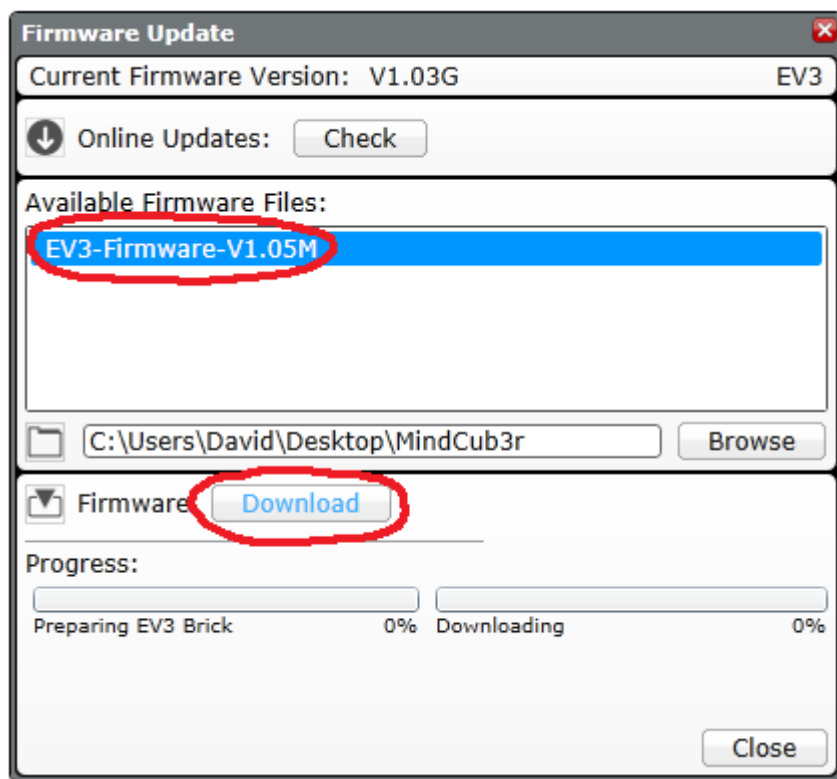 Firmware Update
Current Firmware Version: V1.03G EV3
Online Updates: Check
Available Firmware Files:
EV3-Firmware-V1.05M
C:\Users\David\Desktop\MindCub3r Browse
Firmware Download
Progress:
Preparing EV3 Brick 0% Downloading 0%
Close